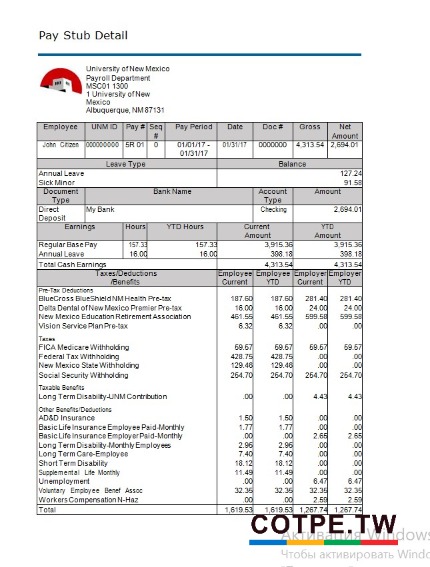 Pay Stub Detail
University of New Mexico
Payroll Department
MSC01 1300
1 University of New
Mexico
Albuquerque, NM 87131
Employee UNM ID Pay # Seq # Pay Period Date Doc # Gross Net Amount
John Citizen 000000000 5R 01 0 01/01/17 - 01/31/17 01/31/17 0000000 4,313.54 2,694.01
Leave Type Balance
Annual Leave 127.24
Sick Minor 91.58
Document Type Bank Name Account Type Amount
Direct Deposit My Bank Checking 2,694.01
Earnings Hours YTD Hours Current Amount YTD Amount
Regular Base Pay 157.33 157.33 3,915.36 3,915.36
Annual Leave 16.00 16.00 398.18 398.18
Total Cash Earnings 4,313.54 4,313.54
Taxes/Deductions /Benefits Employee Current Employee YTD Employer Current Employer YTD
Pre-Tax Deductions
BlueCross BlueShield NM Health Pre-tax 187.60 187.60 281.40 281.40
Delta Dental of New Mexico Premier Pre-tax 16.00 16.00 24.00 24.00
New Mexico Education Retirement Association 461.55 461.55 599.58 599.58
Vision Service Plan Pre-tax 6.32 6.32 .00 .00
Taxes
FICA Medicare Withholding 59.57 59.57 59.57 59.57
Federal Tax Withholding 428.75 428.75 .00 .00
New Mexico State Withholding 129.46 129.46 .00 .00
Social Security Withholding 254.70 254.70 254.70 254.70
Taxable Benefits
Long Term Disability-UNM Contribution .00 .00 4.43 4.43
Other Benefits/Deductions
AD&D Insurance 1.50 1.50 .00 .00
Basic Life Insurance Employee Paid-Monthly 1.77 1.77 .00 .00
Basic Life Insurance Employer Paid-Monthly .00 .00 2.65 2.65
Long Term Disability-Monthly Employees 2.95 2.95 .00 .00
Long Term Care-Employee 7.40 7.40 .00 .00
Short Term Disability 18.12 18.12 .00 .00
Supplemental Life Monthly 11.49 11.49 .00 .00
Unemployment .00 .00 6.47 6.47
Voluntary Employee Benef Assoc 32.35 32.35 32.35 32.35
Workers Compensation N-Haz .00 .00 2.59 2.59
Total 1,619.53 1,619.53 1,267.74 1,267.74
COTPE.TW
Активация Windows
Чтобы активировать Windo